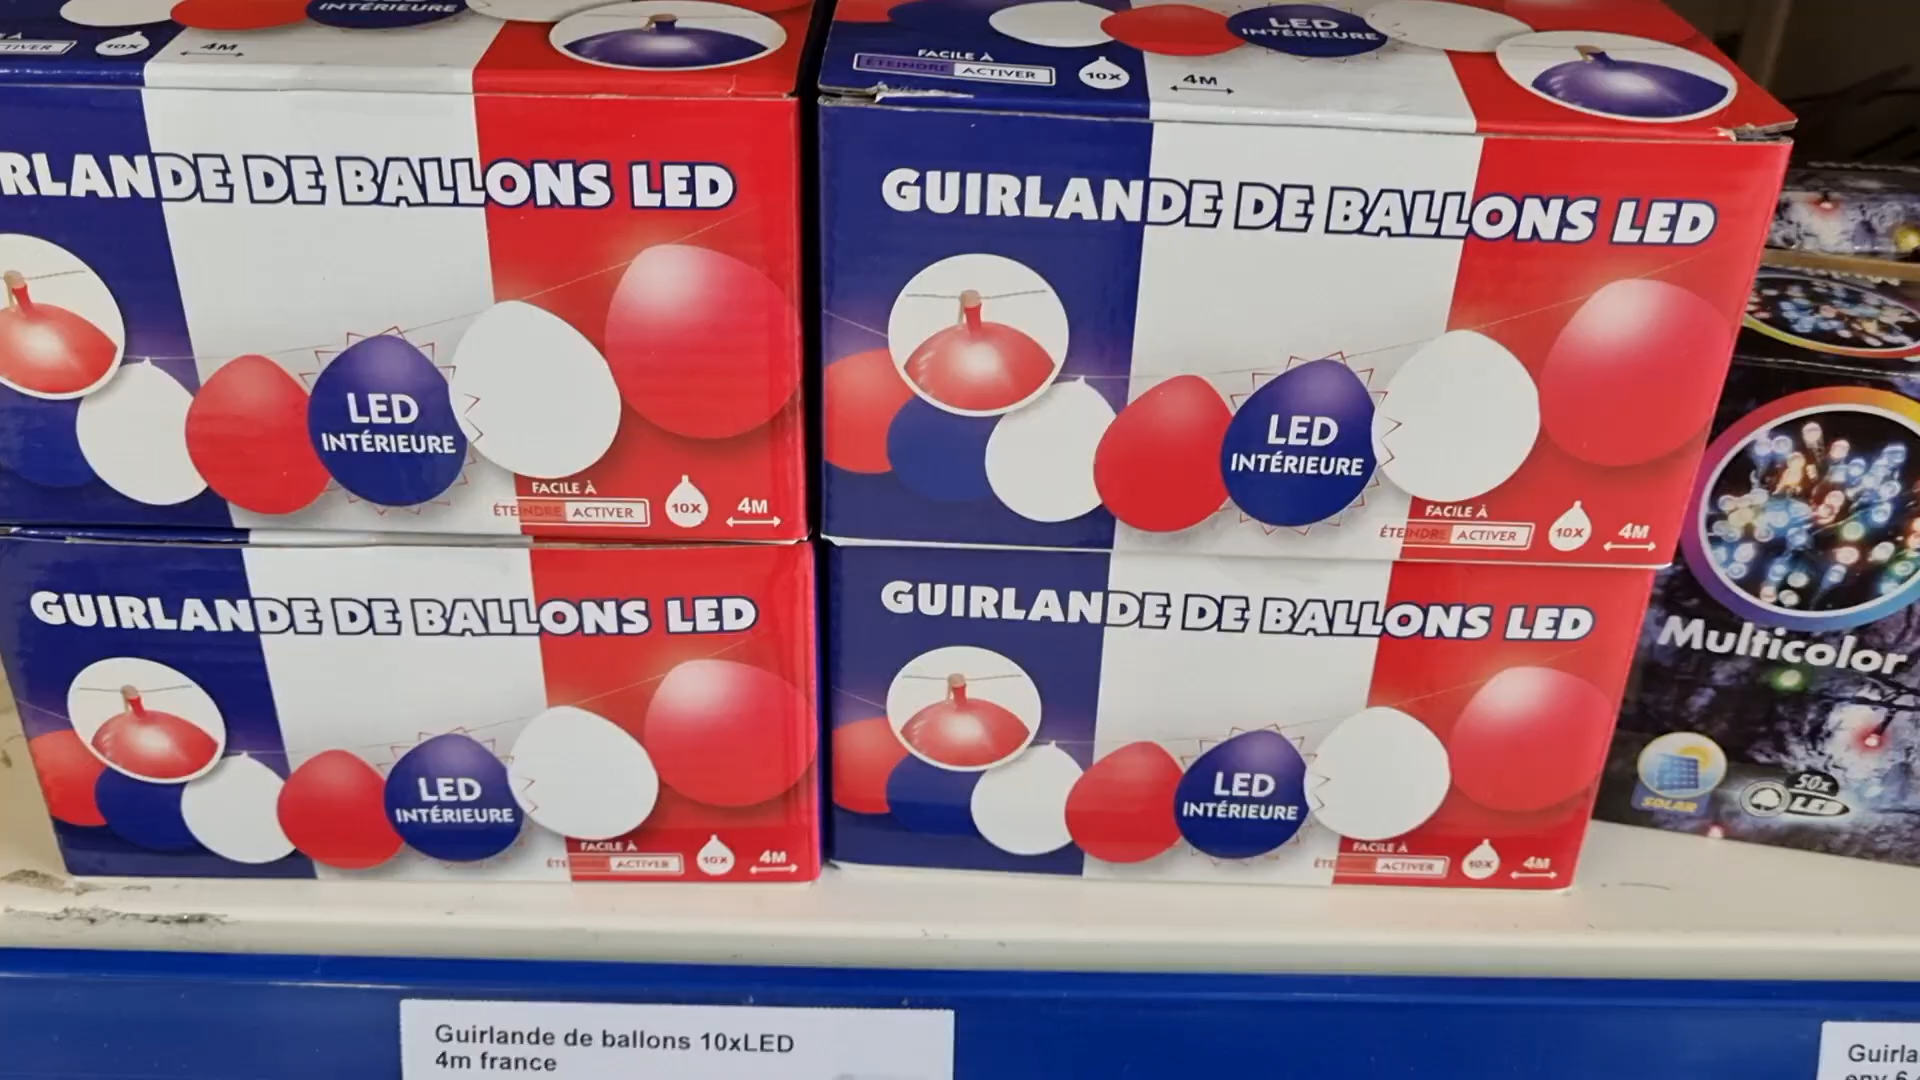 INTÉRIEURE
10X
4M
LED
INTÉRIEURE
FACILE À
ÉTEINDRE ACTIVER
10X
4M
RLANDE DE BALLONS LED
LED
INTÉRIEURE
FACILE À
ÉTEINDRE ACTIVER
10X
4M
GUIRLANDE DE BALLONS LED
LED
INTÉRIEURE
FACILE À
ÉTEINDRE ACTIVER
10X
4M
GUIRLANDE DE BALLONS LED
LED
INTÉRIEURE
FACILE À
ACTIVER
10X
4M
GUIRLANDE DE BALLONS LED
LED
INTÉRIEURE
FACILE À
ACTIVER
10X
4M
Multicolor
SOLAR
50x
LED
Guirlande de ballons 10xLED
4m france
Guirla